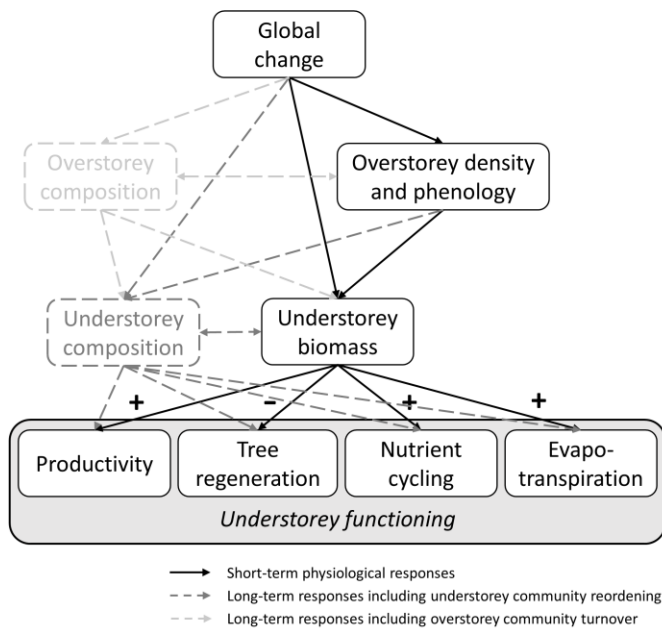 Global
change
Overstorey
composition
Overstorey density
and phenology
Understorey
composition
Understorey
biomass
+ – + +
Productivity
Tree
regeneration
Nutrient
cycling
Evapo-
transpiration
Understorey functioning
Short-term physiological responses
Long-term responses including understorey community reordening
Long-term responses including overstorey community turnover